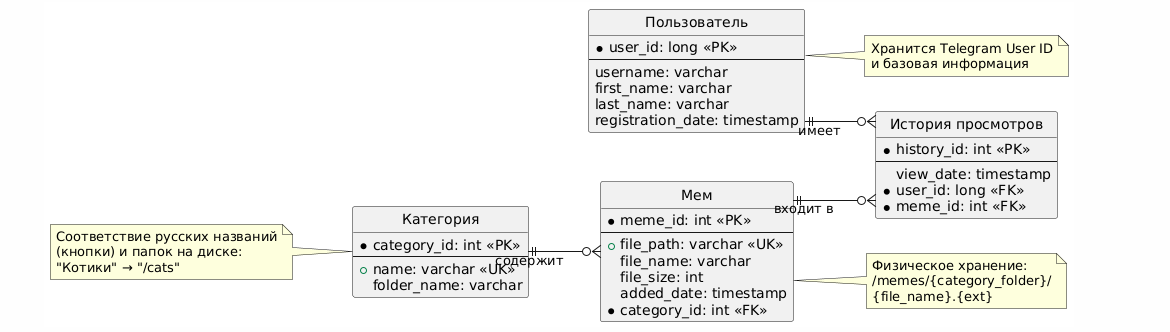 Пользователь
user_id: long «PK»
username: varchar
first_name: varchar
last_name: varchar
registration_date: timestamp
Хранится Telegram User ID
и базовая информация
имеет
История просмотров
history_id: int «PK»
view_date: timestamp
user_id: long «FK»
meme_id: int «FK»
Мем
meme_id: int «PK»
file_path: varchar «UK»
file_name: varchar
file_size: int
added_date: timestamp
category_id: int «FK»
входит в
Категория
category_id: int «PK»
name: varchar «UK»
folder_name: varchar
содержит
Соответствие русских названий
(кнопки) и папок на диске:
"Котики" → "/cats"
Физическое хранение:
/memes/{category_folder}/
{file_name}.{ext}